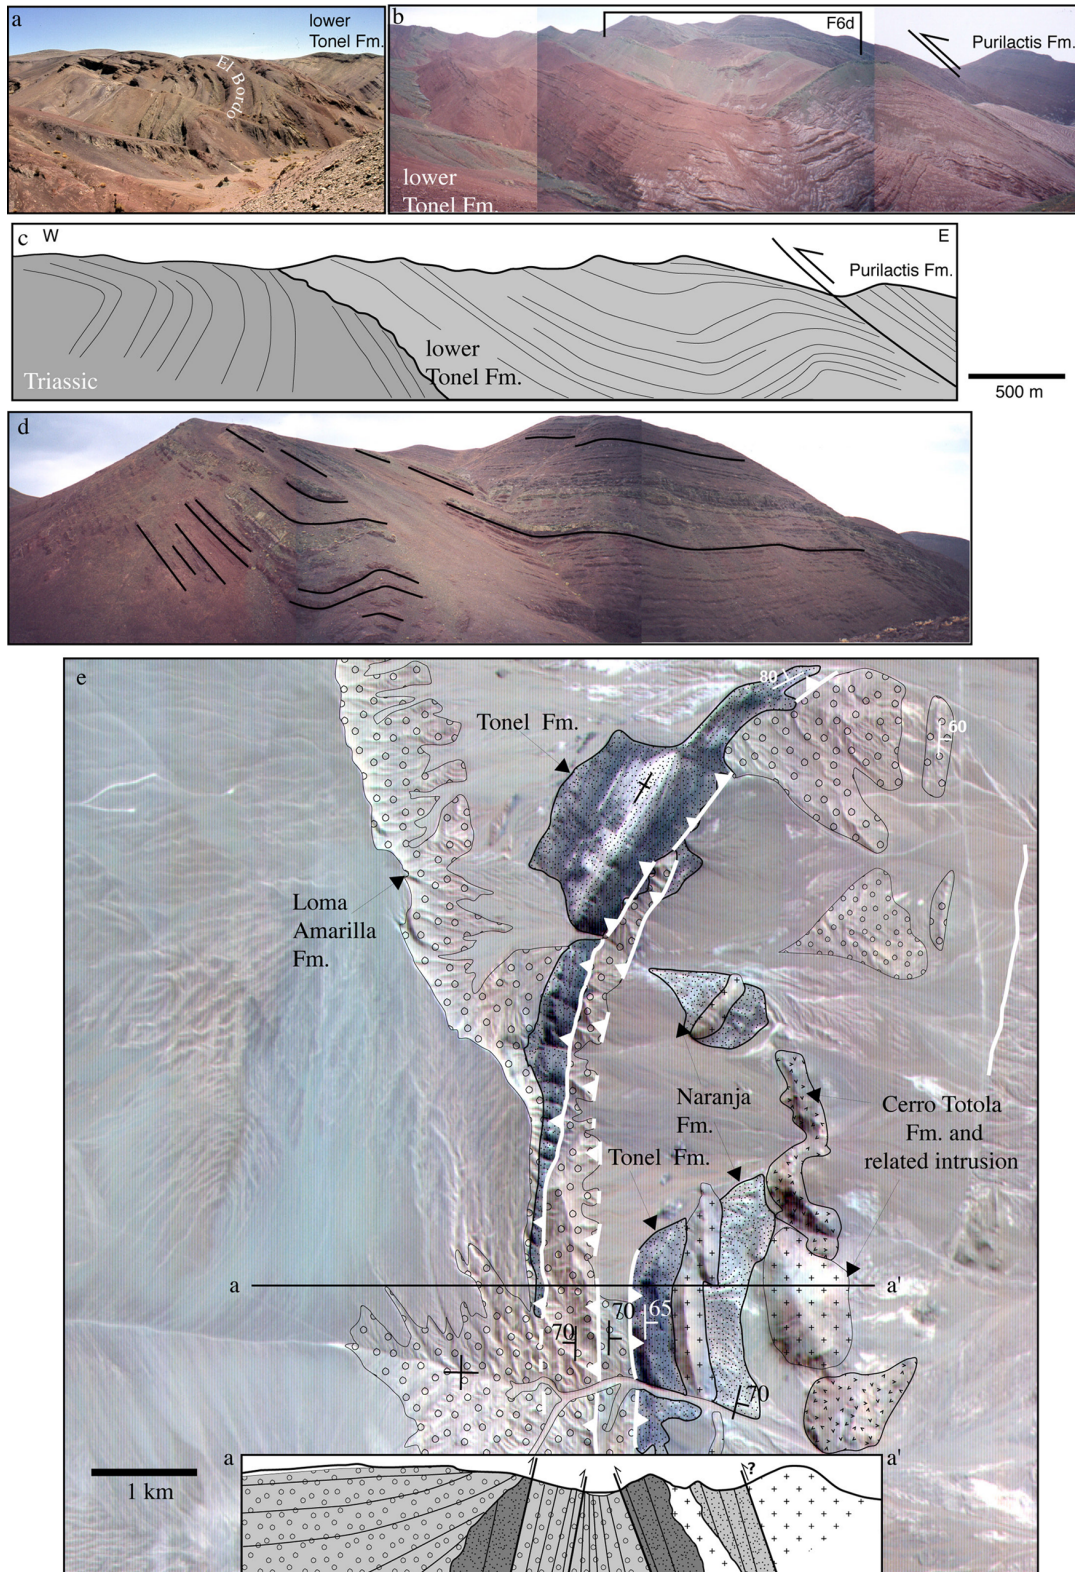 a
lower
Tonel Fm.
El Bordo
b
F6d
Purilactis Fm.
lower
Tonel Fm.
c
W
E
Purilactis Fm.
lower
Tonel Fm.
Triassic
500 m
d
e
80
Tonel Fm.
60
Loma
Amarilla
Fm.
Naranja
Fm.
Cerro Totola
Fm. and
related intrusion
Tonel Fm.
a
a'
70
65
70
70
a
a'
?
1 km